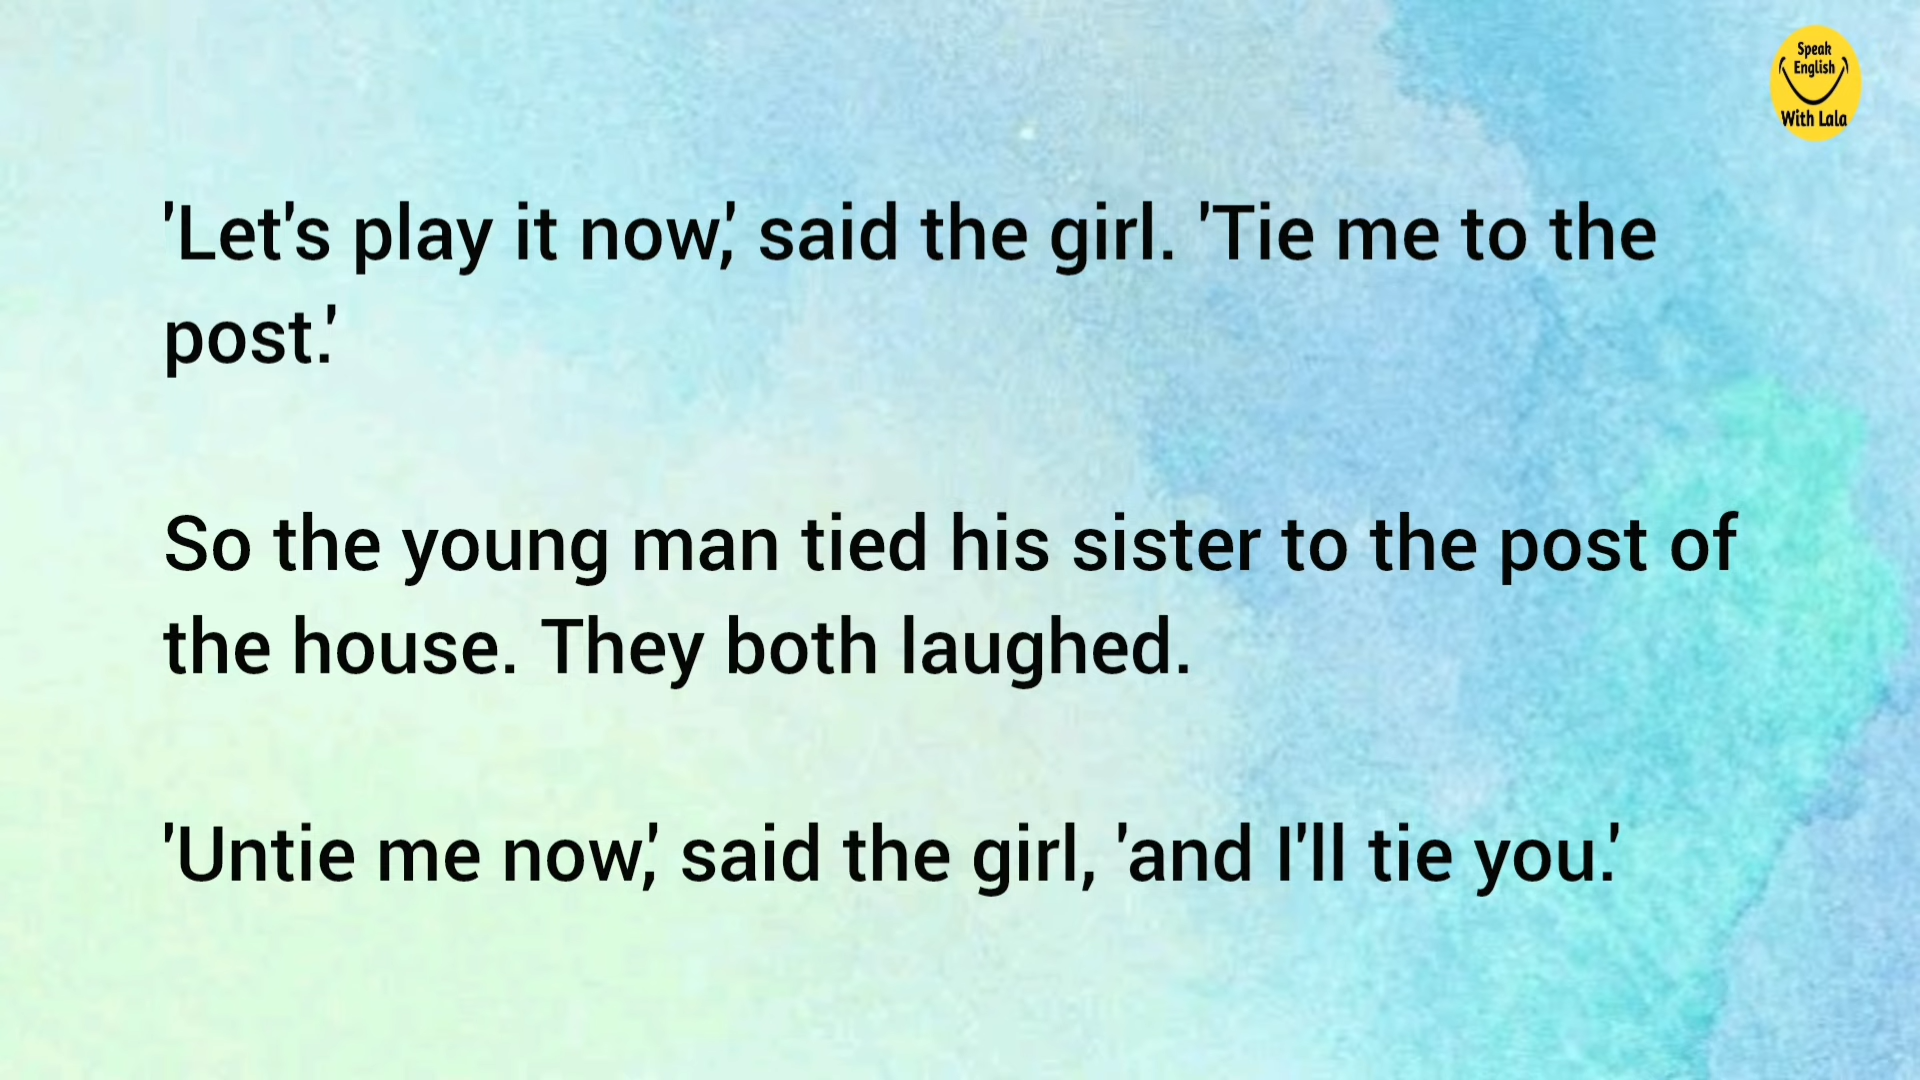 Speak
English
With Lala
'Let's play it now,' said the girl. 'Tie me to the
post.'
So the young man tied his sister to the post of
the house. They both laughed.
'Untie me now,' said the girl, 'and I'll tie you.'